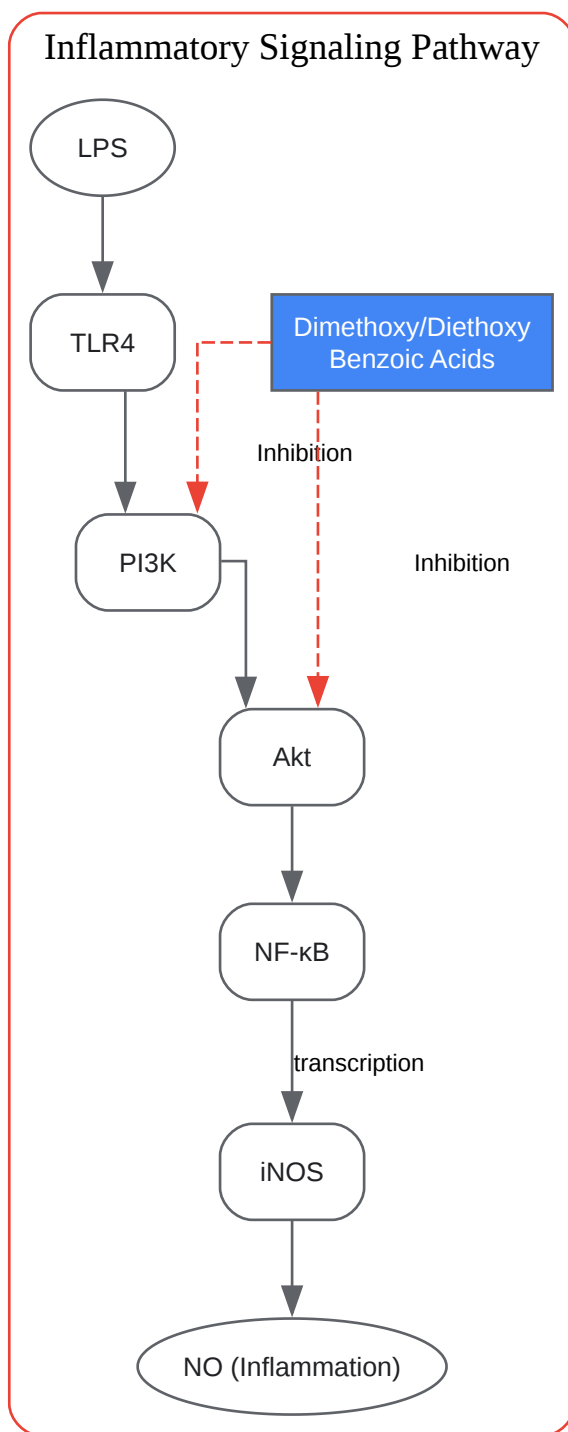 Inflammatory Signaling Pathway
LPS
TLR4
Dimethoxy/Diethoxy
Benzoic Acids
Inhibition
PI3K
Inhibition
Akt
NF-κB
transcription
iNOS
NO (Inflammation)